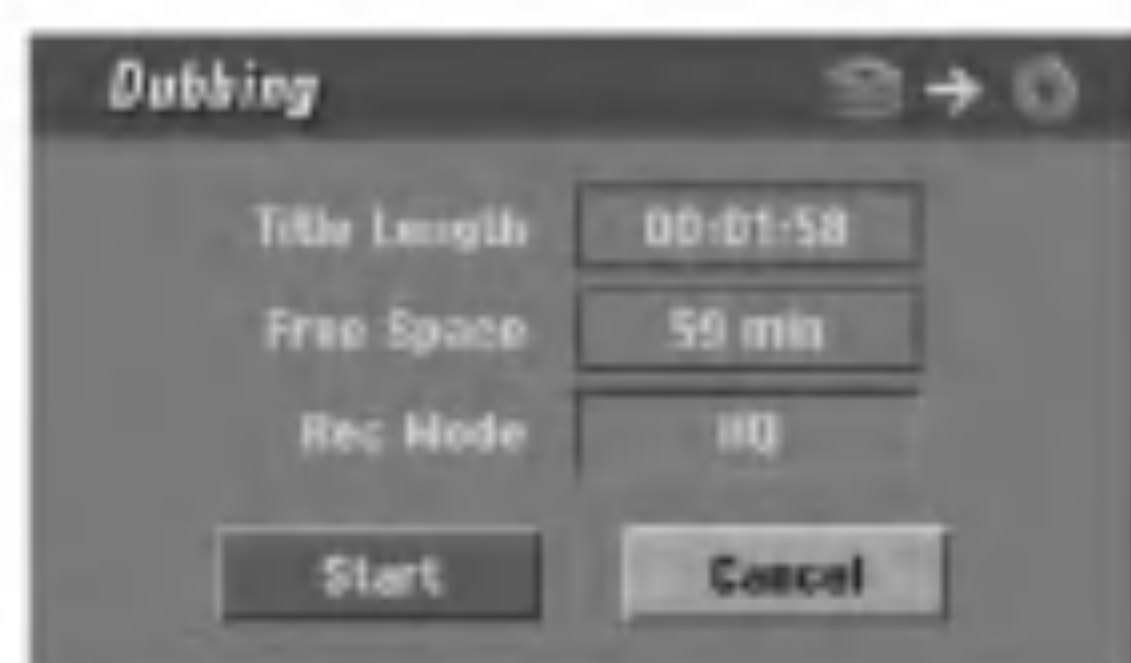 Dubbing
Title Length 00:01:58
Free Space 59 min
Rec Mode HQ
Start Cancel